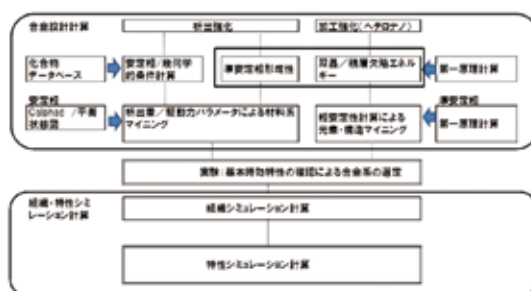 合金設計計算
析出強化
加工強化(ヘテロナノ)
化合物
データベース
安定相/幾何学
的条件計算
準安定相形成性
双晶/積層欠陥エネル
ギー
第一原理計算
安定相
Calphad /平衡
状態図
析出量/駆動力パラメータによる材料系
マイニング
相安定性計算による
元素・構造マイニング
準安定相
第一原理計算
実験:基本時効特性の確認による合金系の選定
組織・特性シミ
ュレーション計算
組織シミュレーション計算
特性シミュレーション計算